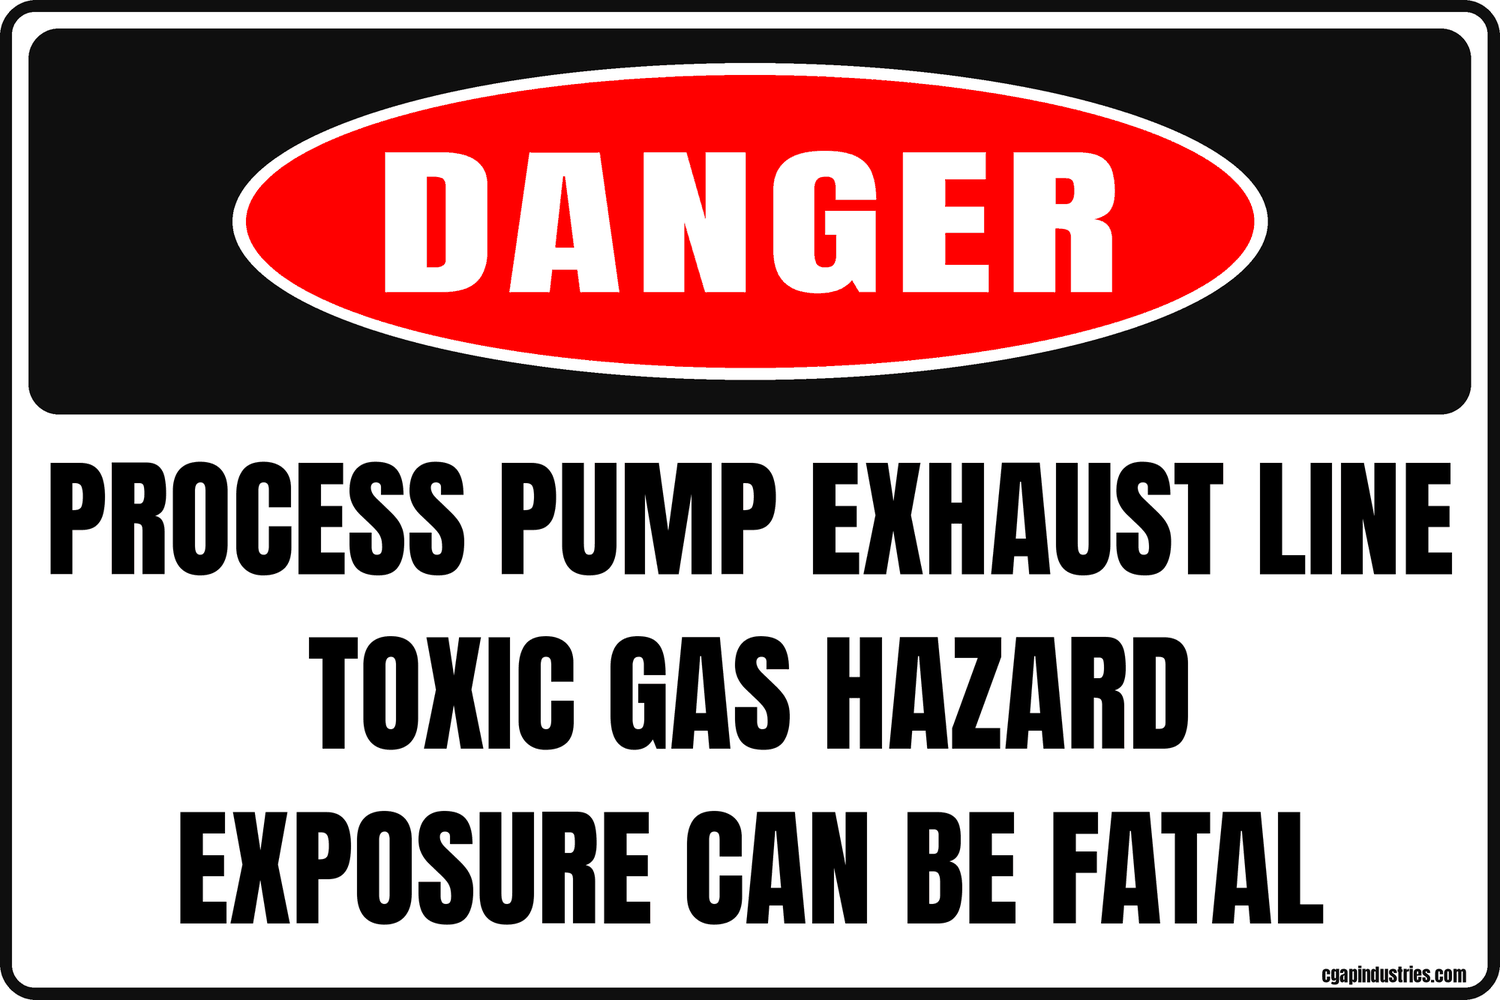 DANGER
PROCESS PUMP EXHAUST LINE
TOXIC GAS HAZARD
EXPOSURE CAN BE FATAL
cgapindustries.com